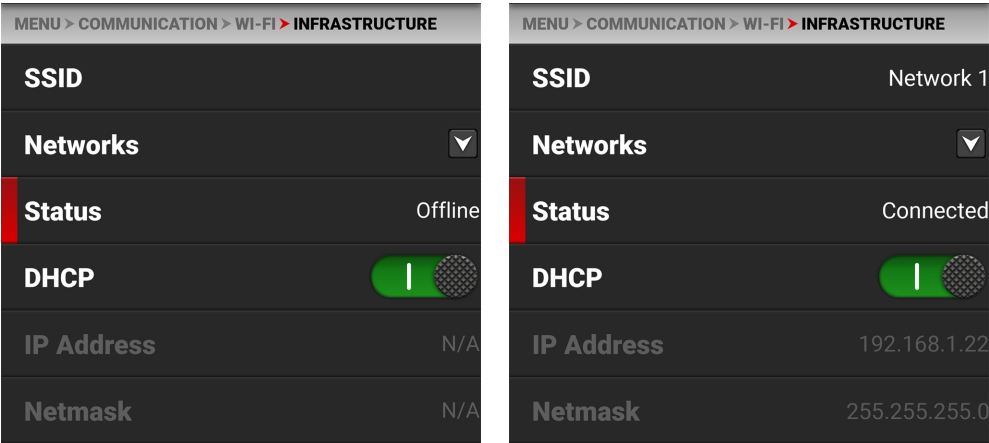 MENU > COMMUNICATION > WI-FI > INFRASTRUCTURE
SSID
Networks
Status Offline
DHCP
IP Address N/A
Netmask N/A
MENU > COMMUNICATION > WI-FI > INFRASTRUCTURE
SSID Network 1
Networks
Status Connected
DHCP
IP Address 192.168.1.22
Netmask 255.255.255.0